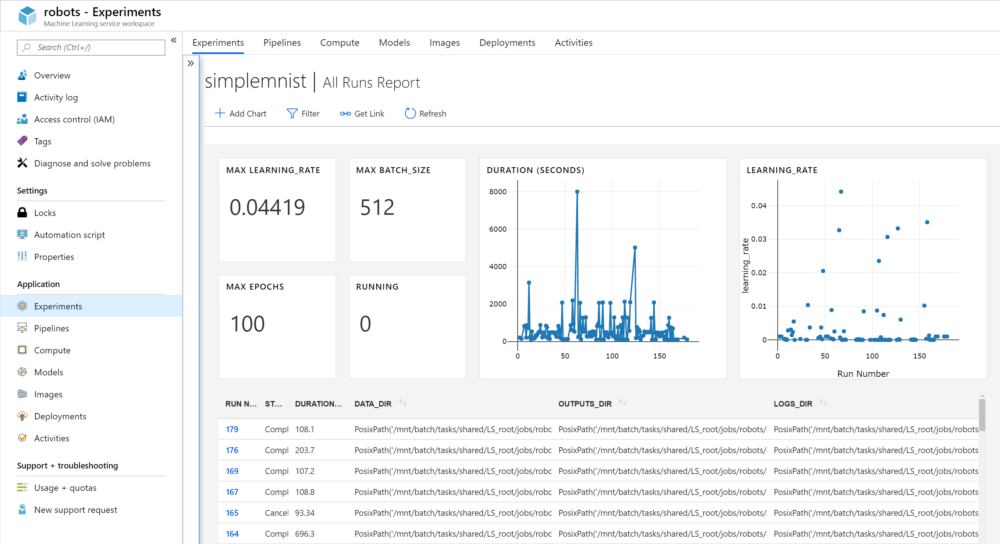 robots - Experiments
Machine Learning service workspace
Search (Ctrl+/)
Overview
Activity log
Access control (IAM)
Tags
Diagnose and solve problems
Settings
Locks
Automation script
Properties
Application
Experiments
Pipelines
Compute
Models
Images
Deployments
Activities
Support + troubleshooting
Usage + quotas
New support request
Experiments Pipelines Compute Models Images Deployments Activities
simplemnist | All Runs Report
Add Chart Filter Get Link Refresh
MAX LEARNING_RATE
0.04419
MAX BATCH_SIZE
512
MAX EPOCHS
100
RUNNING
0
DURATION (SECONDS)
8000
6000
4000
2000
0
0 50 100 150
LEARNING_RATE
learning_rate
0.04
0.03
0.02
0.01
0
0 50 100 150
Run Number
RUN N... ST... DURATION... DATA_DIR OUTPUTS_DIR LOGS_DIR
179 Compl 108.1 PosixPath('/mnt/batch/tasks/shared/LS_root/jobs/robc PosixPath('/mnt/batch/tasks/shared/LS_root/jobs/robots/ PosixPath('/mnt/batch/tasks/shared/LS_root/jobs/robots
176 Compl 203.7 PosixPath('/mnt/batch/tasks/shared/LS_root/jobs/robc PosixPath('/mnt/batch/tasks/shared/LS_root/jobs/robots/ PosixPath('/mnt/batch/tasks/shared/LS_root/jobs/robots
169 Compl 107.2 PosixPath('/mnt/batch/tasks/shared/LS_root/jobs/robc PosixPath('/mnt/batch/tasks/shared/LS_root/jobs/robots/ PosixPath('/mnt/batch/tasks/shared/LS_root/jobs/robots
167 Compl 108.8 PosixPath('/mnt/batch/tasks/shared/LS_root/jobs/robc PosixPath('/mnt/batch/tasks/shared/LS_root/jobs/robots/ PosixPath('/mnt/batch/tasks/shared/LS_root/jobs/robots
165 Cancel 93.34 PosixPath('/mnt/batch/tasks/shared/LS_root/jobs/robc PosixPath('/mnt/batch/tasks/shared/LS_root/jobs/robots/ PosixPath('/mnt/batch/tasks/shared/LS_root/jobs/robots
164 Compl 696.3 PosixPath('/mnt/batch/tasks/shared/LS_root/jobs/robc PosixPath('/mnt/batch/tasks/shared/LS_root/jobs/robots/ PosixPath('/mnt/batch/tasks/shared/LS_root/jobs/robots